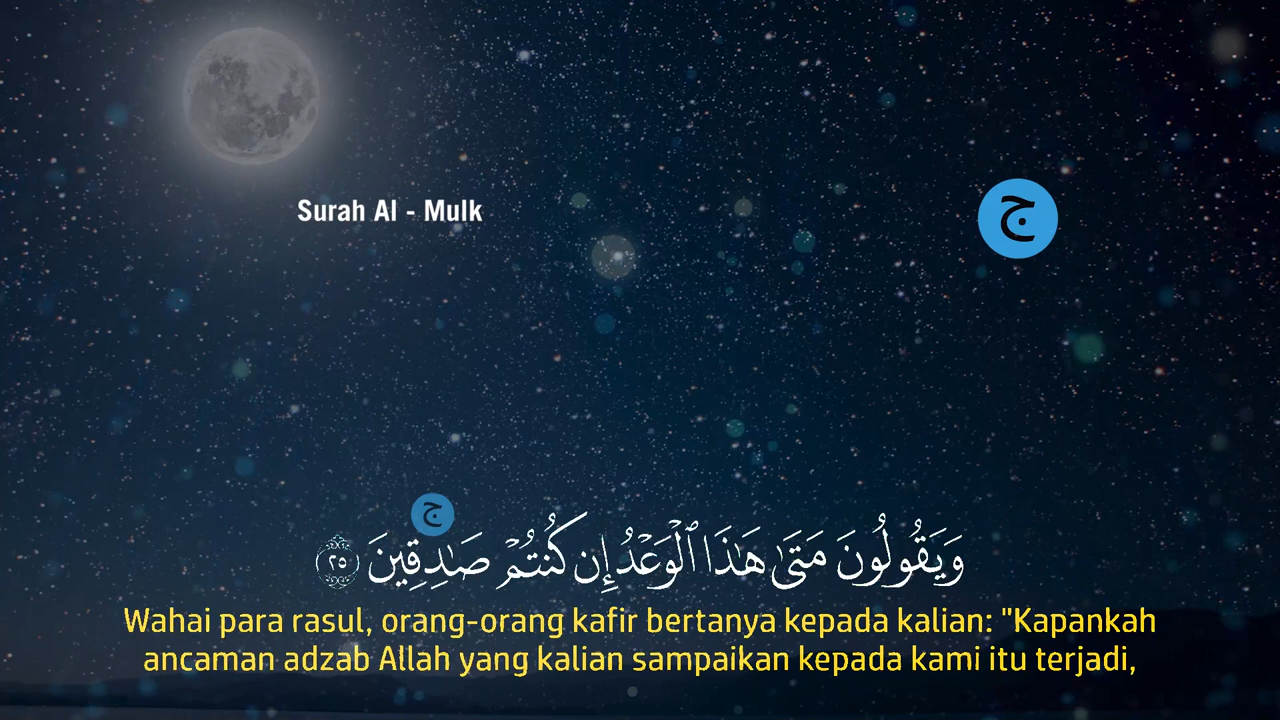 Surah Al - Mulk
ج
ج
وَيَقُولُونَ مَتَىٰ هَٰذَا ٱلْوَعْدُ إِن كُنتُمْ صَٰدِقِينَ ٢٥
Wahai para rasul, orang-orang kafir bertanya kepada kalian: "Kapankah
ancaman adzab Allah yang kalian sampaikan kepada kami itu terjadi,